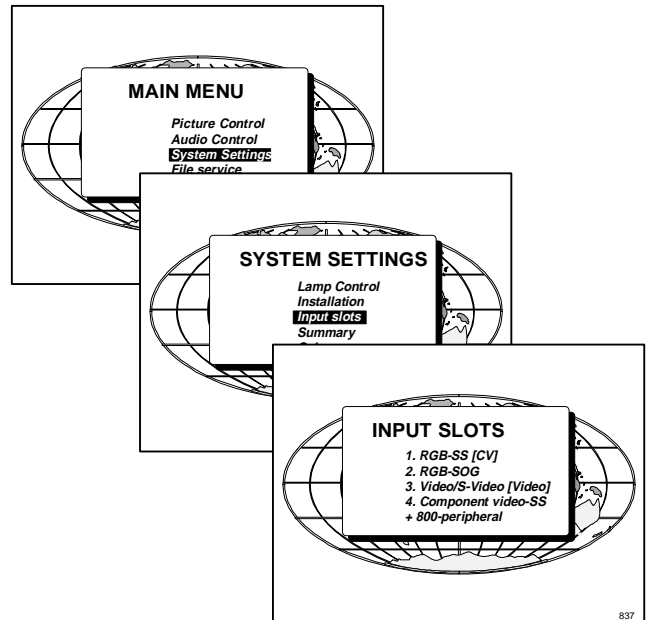 MAIN MENU
Picture Control
Audio Control
System Settings
File service
SYSTEM SETTINGS
Lamp Control
Installation
Input slots
Summary
INPUT SLOTS
1. RGB-SS [CV]
2. RGB-SOG
3. Video/S-Video [Video]
4. Component video-SS
+ 800-peripheral
837